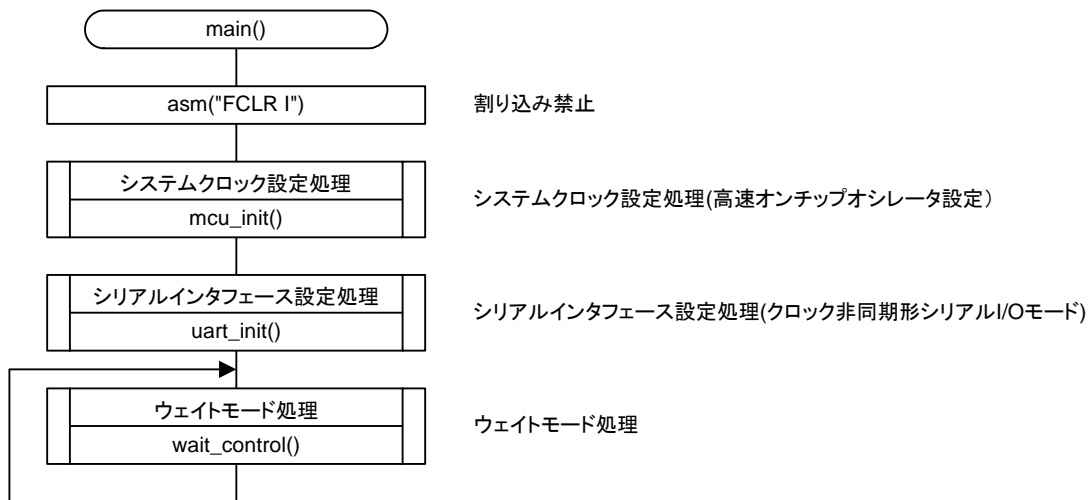 main()
asm("FCLR I")
割り込み禁止
システムクロック設定処理
mcu_init()
システムクロック設定処理(高速オンチップオシレータ設定）
シリアルインタフェース設定処理
uart_init()
シリアルインタフェース設定処理(クロック非同期形シリアルI/Oモード)
ウェイトモード処理
wait_control()
ウェイトモード処理